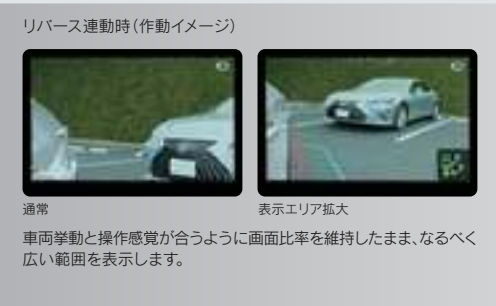 リバース連動時（作動イメージ）
通常
表示エリア拡大
車両挙動と操作感覚が合うように画面比率を維持したまま、なるべく
広い範囲を表示します。